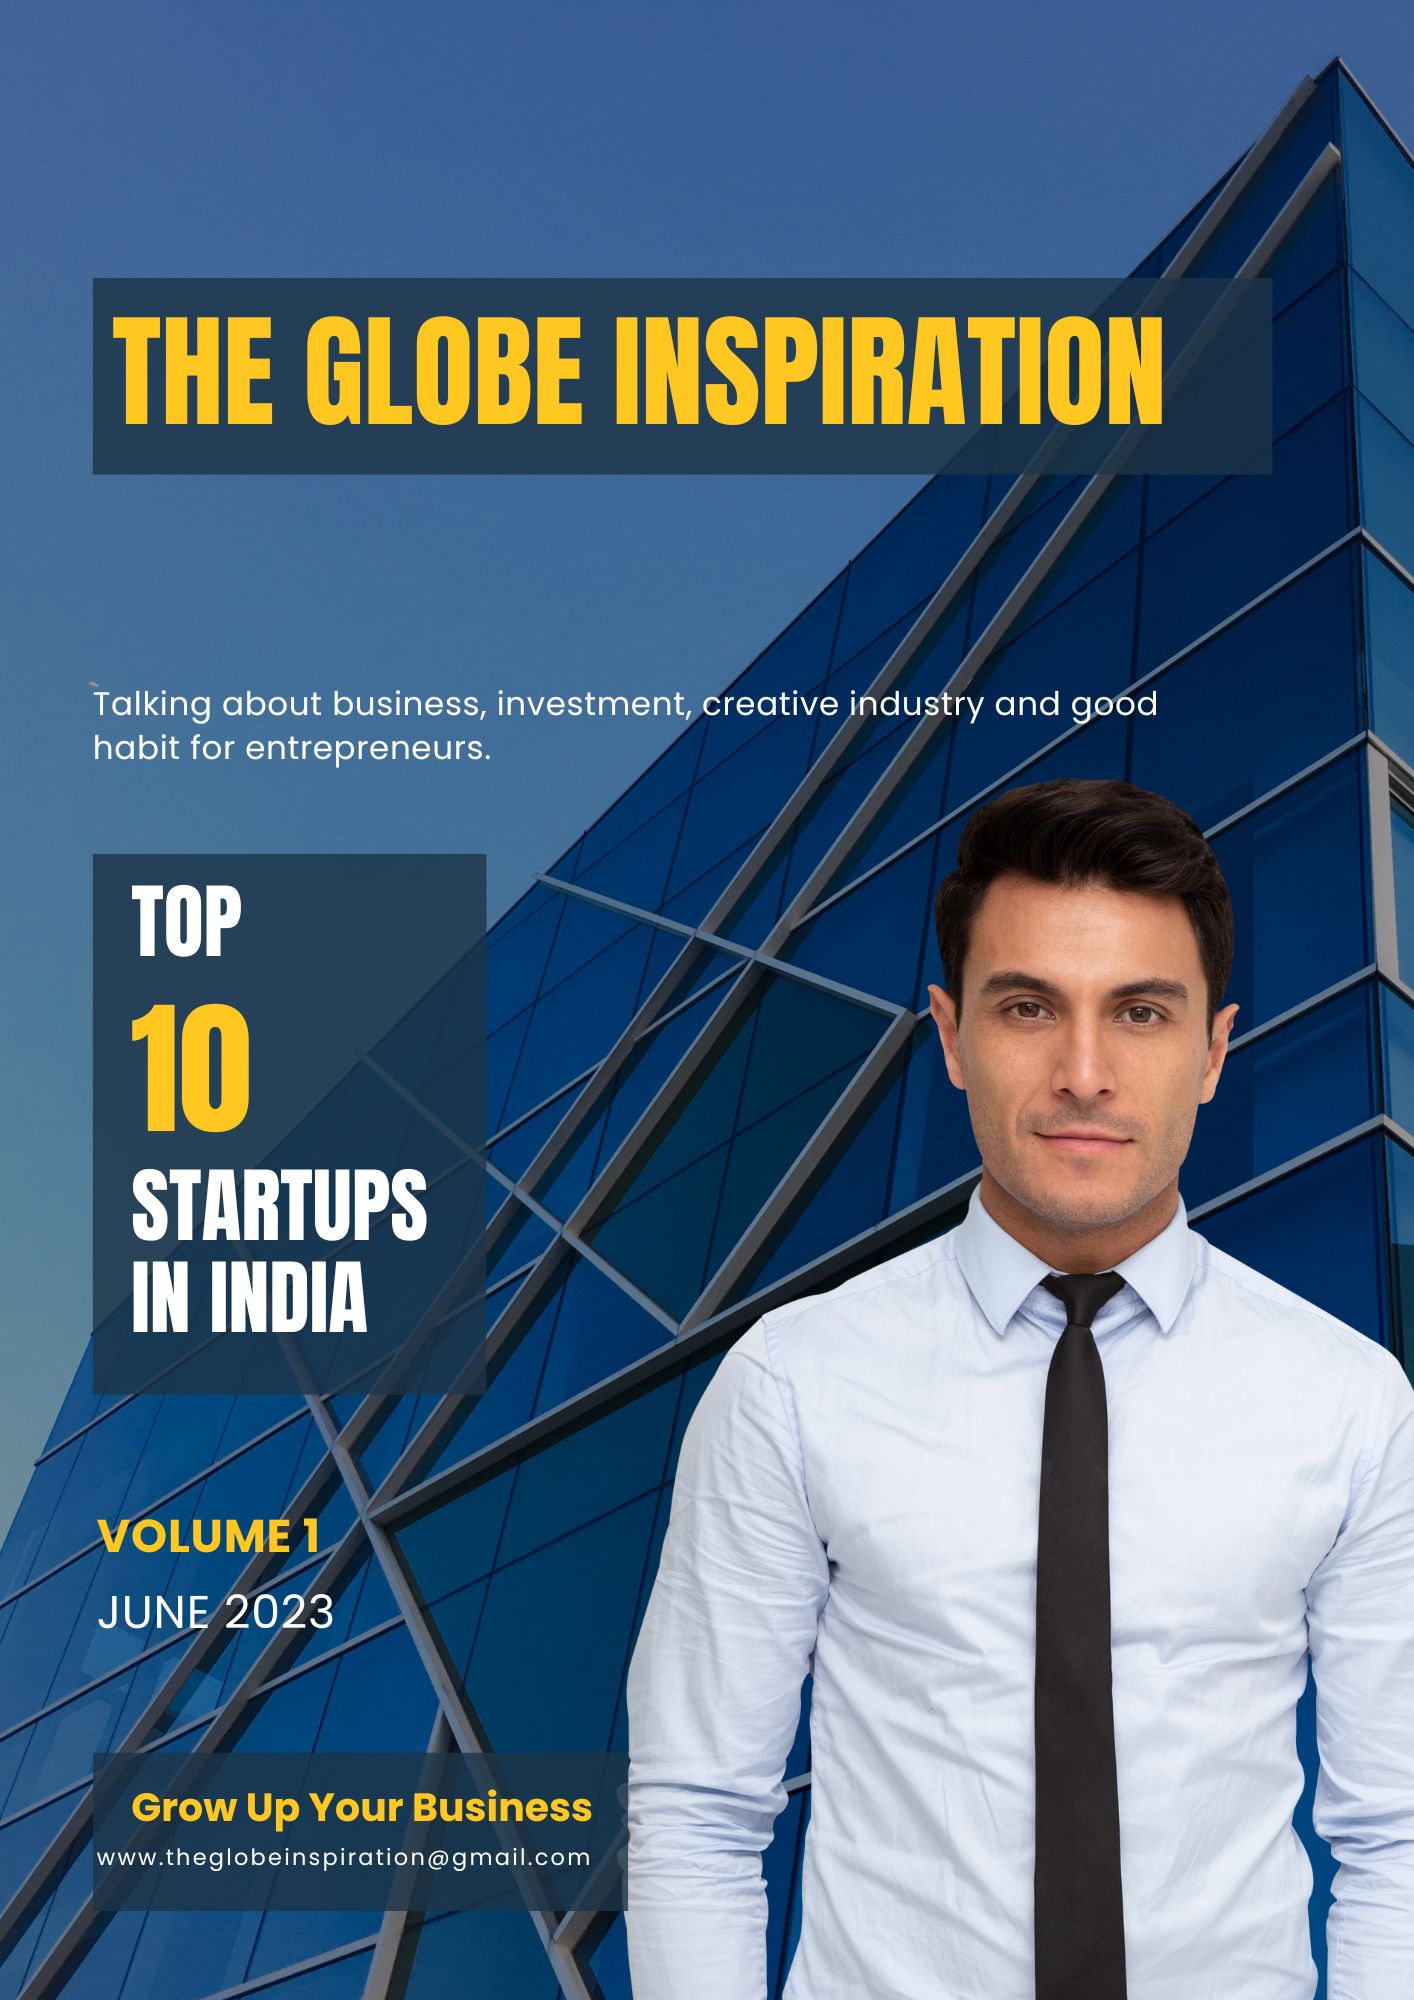 THE GLOBE INSPIRATION
Talking about business, investment, creative industry and good
habit for entrepreneurs.
TOP
10
STARTUPS
IN INDIA
VOLUME 1
JUNE 2023
Grow Up Your Business
www.theglobeinspiration@gmail.com